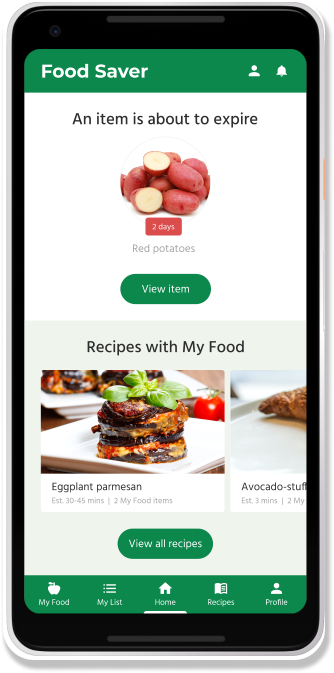 Food Saver
An item is about to expire
2 days
Red potatoes
View item
Recipes with My Food
Eggplant parmesan
Est. 30-45 mins | 2 My Food items
Avocado-stuf
Est. 3 mins | 2 My
View all recipes
My Food
My List
Home
Recipes
Profile